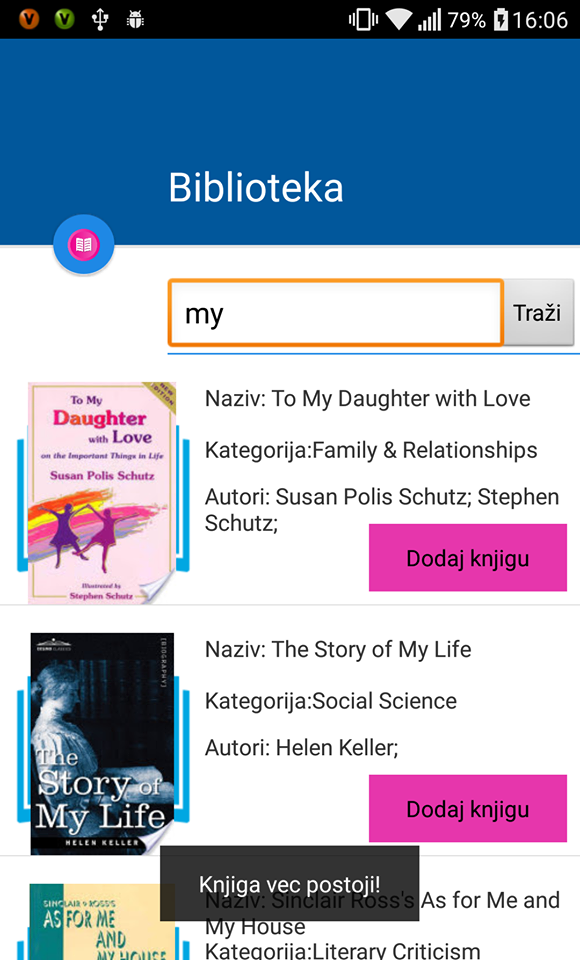 79% 16:06
Biblioteka
my
Traži
NEW EDITION
To My
Daughter
with Love
on the Important Things in Life
Susan Polis Schutz
Illustrated by
Stephen Schutz
Naziv: To My Daughter with Love
Kategorija:Family & Relationships
Autori: Susan Polis Schutz; Stephen
Schutz;
Dodaj knjigu
[BIOGRAPHY]
The
Story of
My Life
HELEN KELLER
Naziv: The Story of My Life
Kategorija:Social Science
Autori: Helen Keller;
Dodaj knjigu
Knjiga vec postoji!
SINCLAIR ROSS'S
AS FOR ME
AND
MY HOUSE
Naziv: Sinclair Ross's As for Me and
My House
Kategorija:Literary Criticism